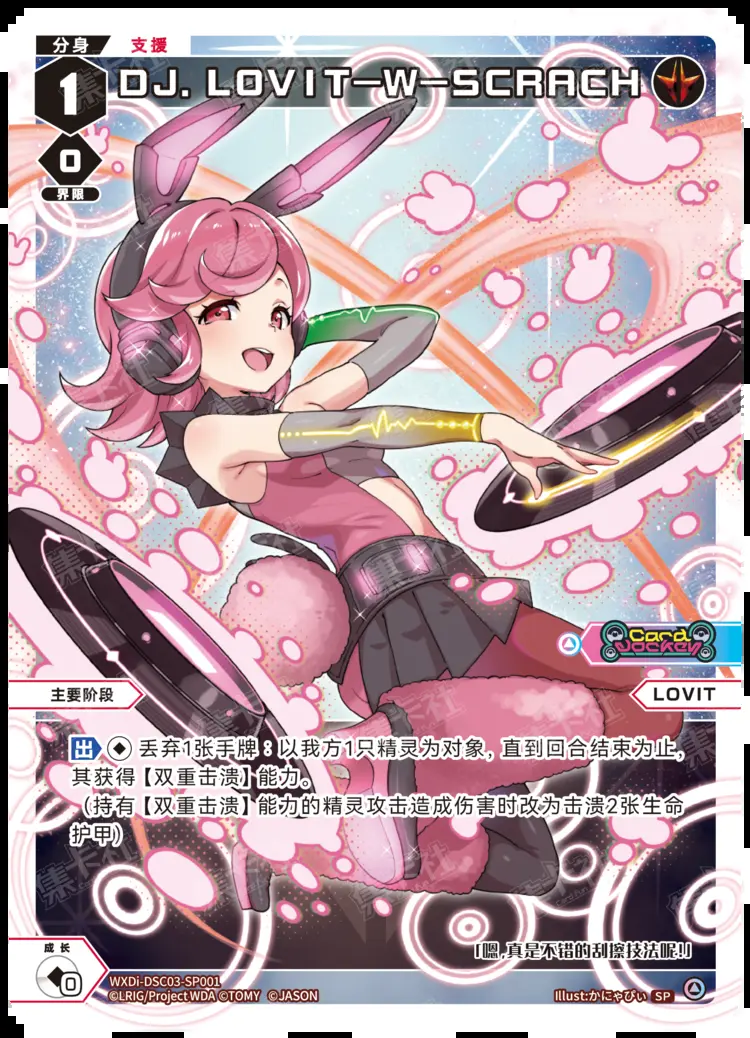 分身 支援
1 DJ. LOVIT-W-SCRACH
0
界限
Card Jockey
主要阶段
LOVIT
出 丢弃1张手牌：以我方1只精灵为对象，直到回合结束为止，
其获得【双重击溃】能力。
（持有【双重击溃】能力的精灵攻击造成伤害时改为击溃2张生命
护甲）
「嗯,真是不错的刮擦技法呢!」
成长
0
WXDi-DSC03-SP001
©LRIG/Project WDA ©TOMY ©JASON
Illust:かにゃぴぃ SP
集卡社